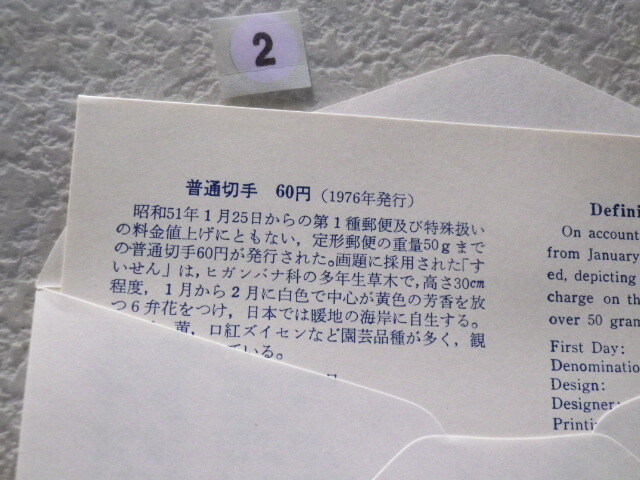 2
普通切手 60円（1976年発行）
昭和51年1月25日からの第1種郵便及び特殊扱い
の料金値上げにともない，定形郵便の重量50gまで
の普通切手60円が発行された。画題に採用された「す
いせん」は，ヒガンバナ科の多年生草木で，高さ30cm
程度，1月から2月に白色で中心が黄色の芳香を放
つ6弁花をつけ，日本では暖地の海岸に自生する。
黄，口紅ズイセンなど園芸品種が多く，観
ている。
Defini
On account
from January
ed, depicting
charge on th
over 50 gran
First Day:
Denominatio
Design:
Designer:
Printi